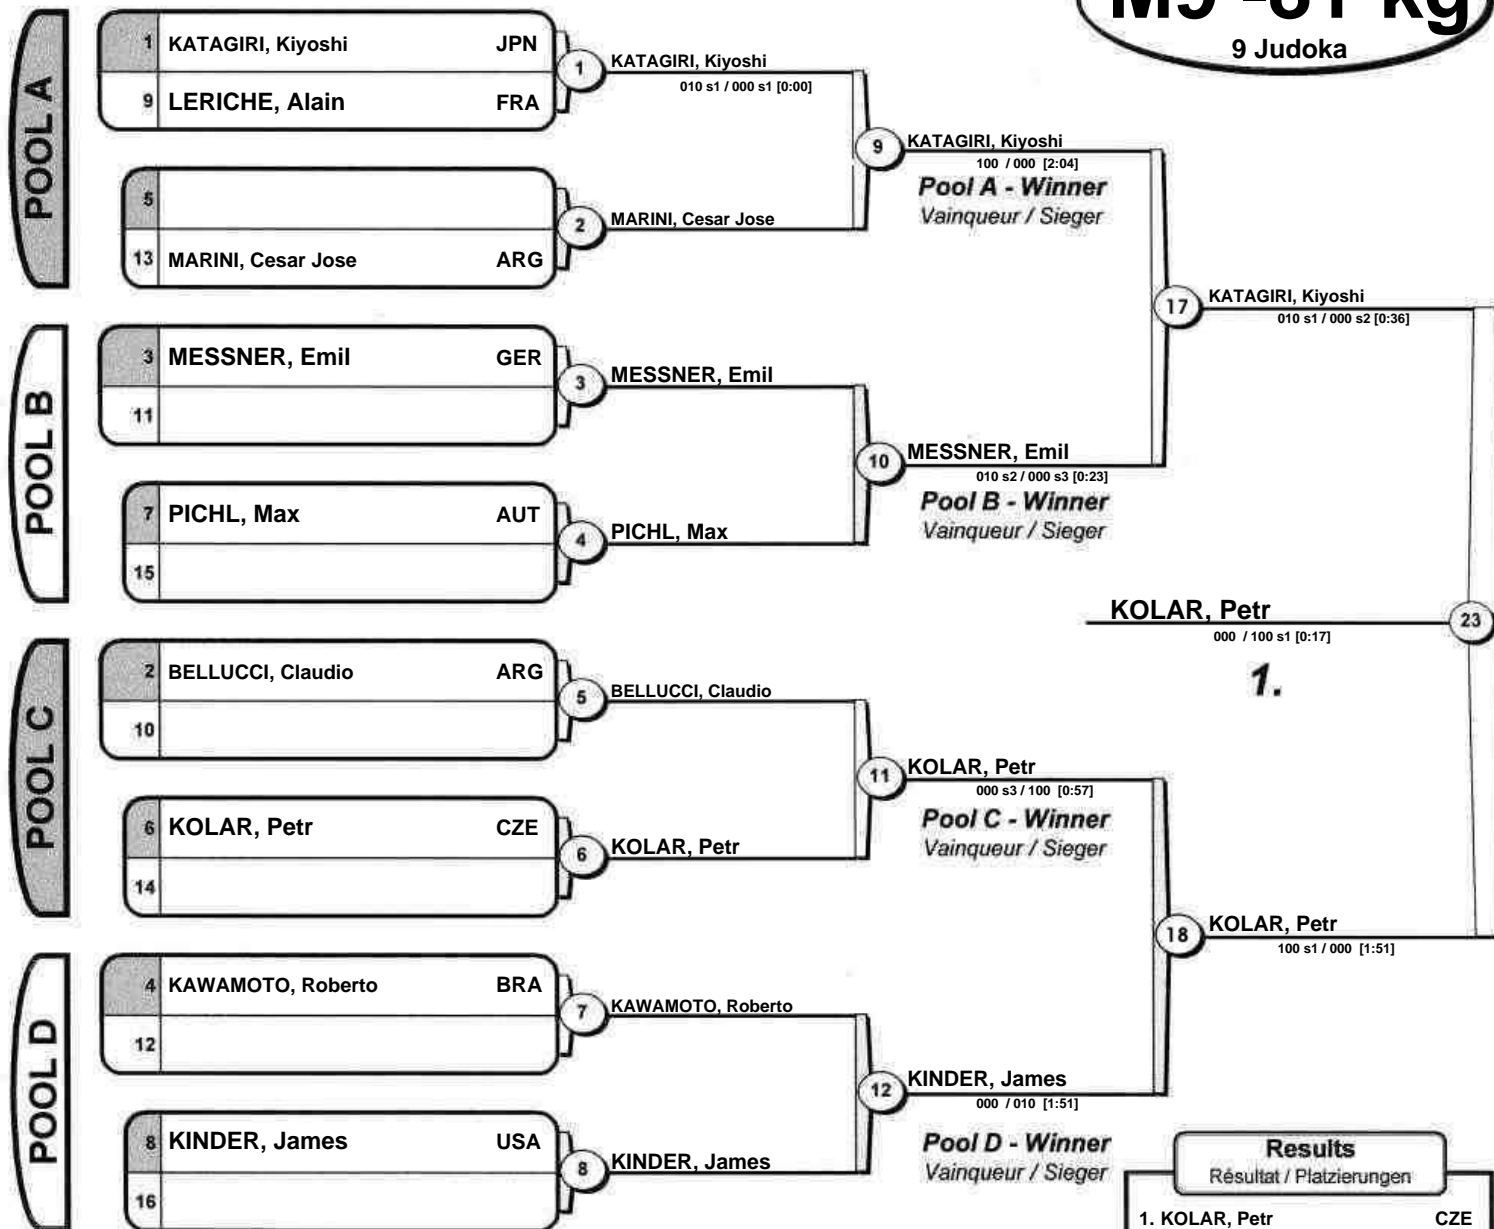 M9 -81 kg
9 Judoka
POOL A
1 KATAGIRI, Kiyoshi JPN
9 LERICHE, Alain FRA
1
KATAGIRI, Kiyoshi
010 s1 / 000 s1 [0:00]
5
13 MARINI, Cesar Jose ARG
2
MARINI, Cesar Jose
9
KATAGIRI, Kiyoshi
100 / 000 [2:04]
Pool A - Winner
Vainqueur / Sieger
POOL B
3 MESSNER, Emil GER
11
3
MESSNER, Emil
7 PICHL, Max AUT
15
4
PICHL, Max
10
MESSNER, Emil
010 s2 / 000 s3 [0:23]
Pool B - Winner
Vainqueur / Sieger
17
KATAGIRI, Kiyoshi
010 s1 / 000 s2 [0:36]
POOL C
2 BELLUCCI, Claudio ARG
10
5
BELLUCCI, Claudio
6 KOLAR, Petr CZE
14
6
KOLAR, Petr
11
KOLAR, Petr
000 s3 / 100 [0:57]
Pool C - Winner
Vainqueur / Sieger
KOLAR, Petr
000 / 100 s1 [0:17]
1.
23
POOL D
4 KAWAMOTO, Roberto BRA
12
7
KAWAMOTO, Roberto
8 KINDER, James USA
16
8
KINDER, James
12
KINDER, James
000 / 010 [1:51]
Pool D - Winner
Vainqueur / Sieger
18
KOLAR, Petr
100 s1 / 000 [1:51]
Results
Résultat / Platzierungen
1. KOLAR, Petr CZE